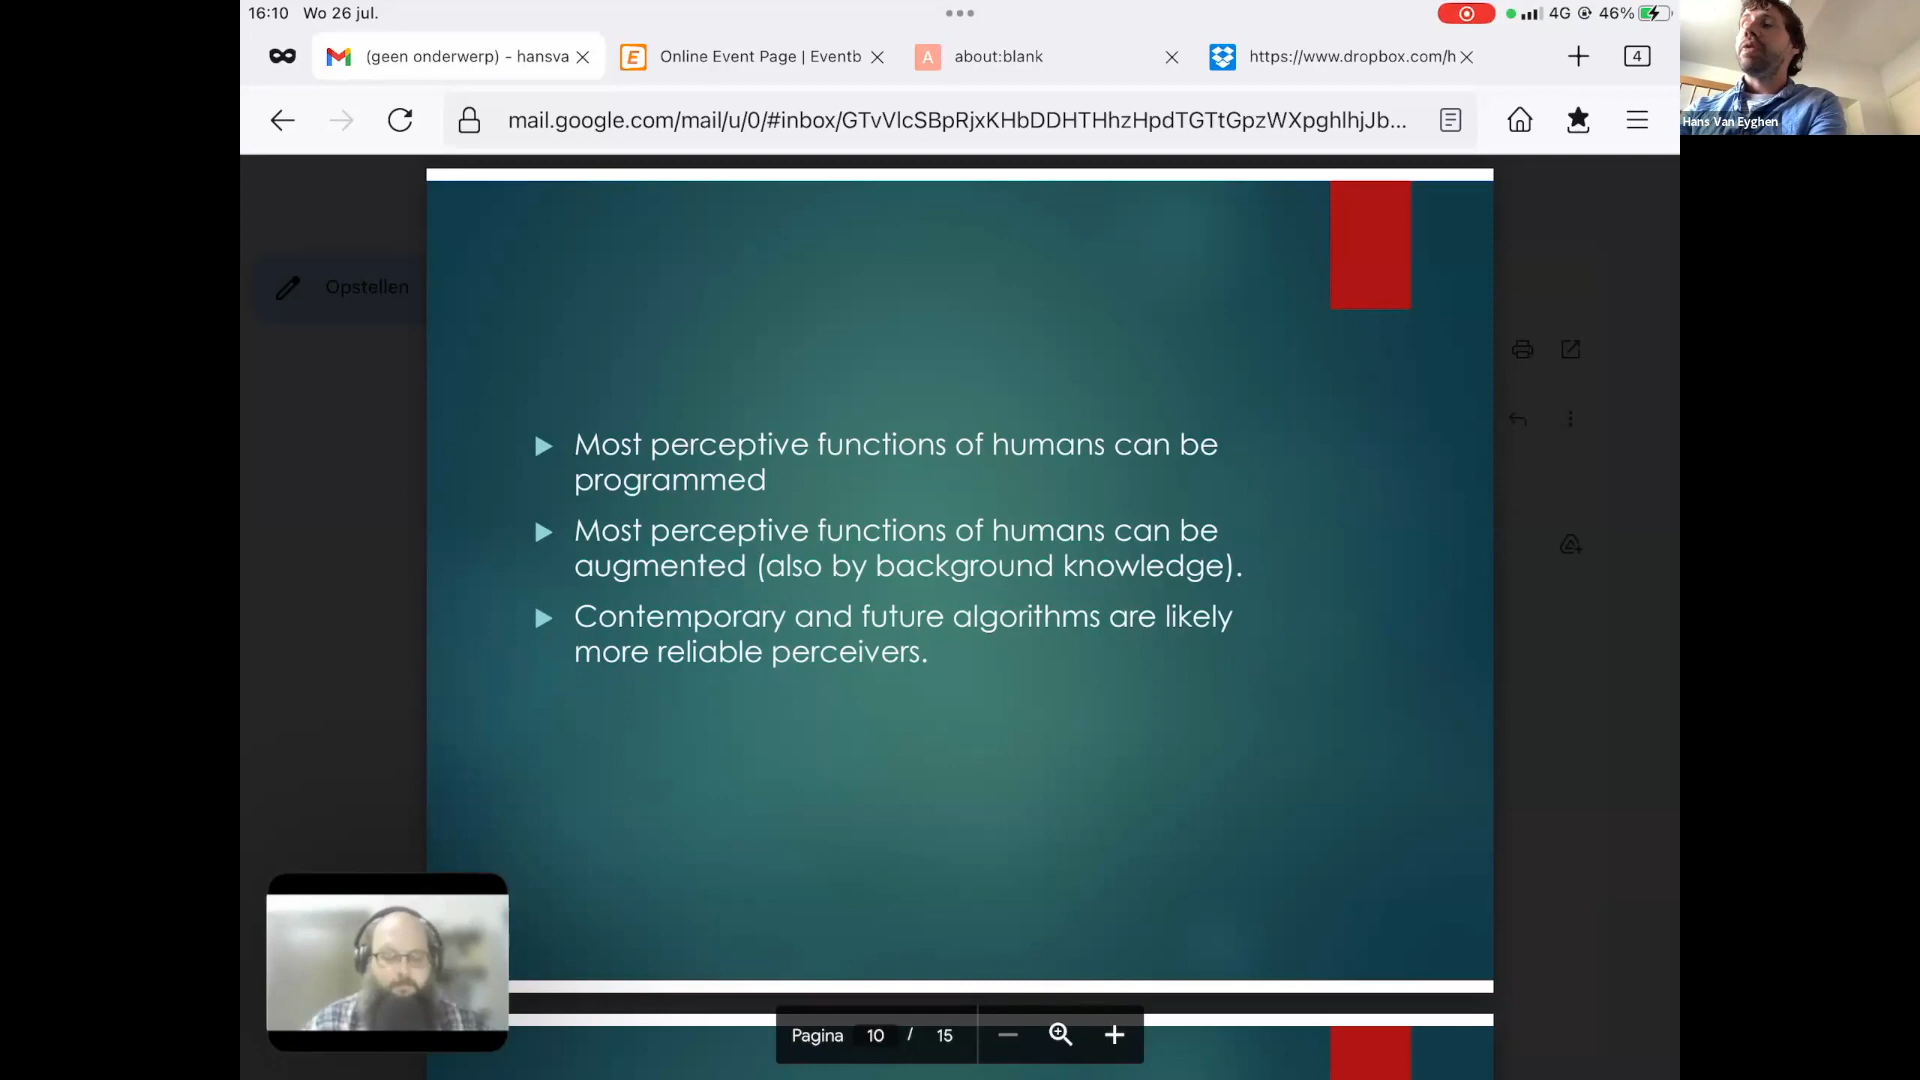 16:10 Wo 26 jul.
4G 46%
(geen onderwerp) - hansva
Online Event Page | Eventb
A about:blank
https://www.dropbox.com/h
4
mail.google.com/mail/u/0/#inbox/GTvVlcSBpRjxKHbDDHTHhzHpdTGTtGpzWXpghlhjJb...
Hans Van Eyghen
Opstellen
Most perceptive functions of humans can be
programmed
Most perceptive functions of humans can be
augmented (also by background knowledge).
Contemporary and future algorithms are likely
more reliable perceivers.
Pagina 10 / 15